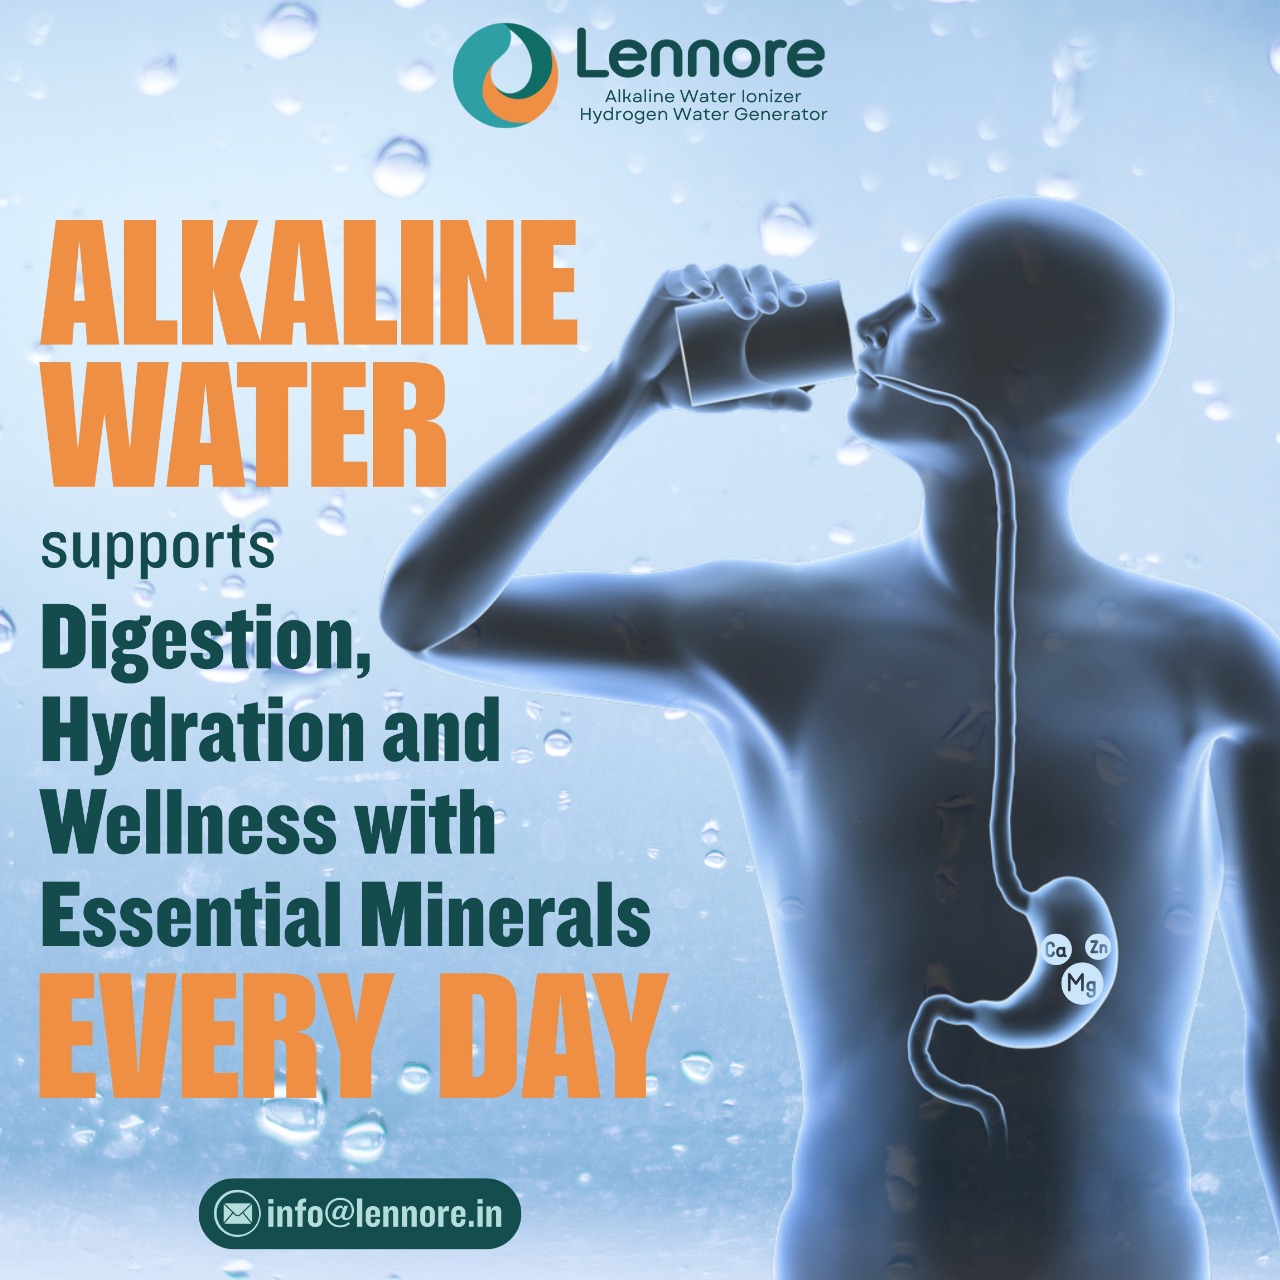 Lennore
Alkaline Water Ionizer
Hydrogen Water Generator
ALKALINE
WATER
supports
Digestion,
Hydration and
Wellness with
Essential Minerals
EVERY DAY
Ca Zn
Mg
info@lennore.in